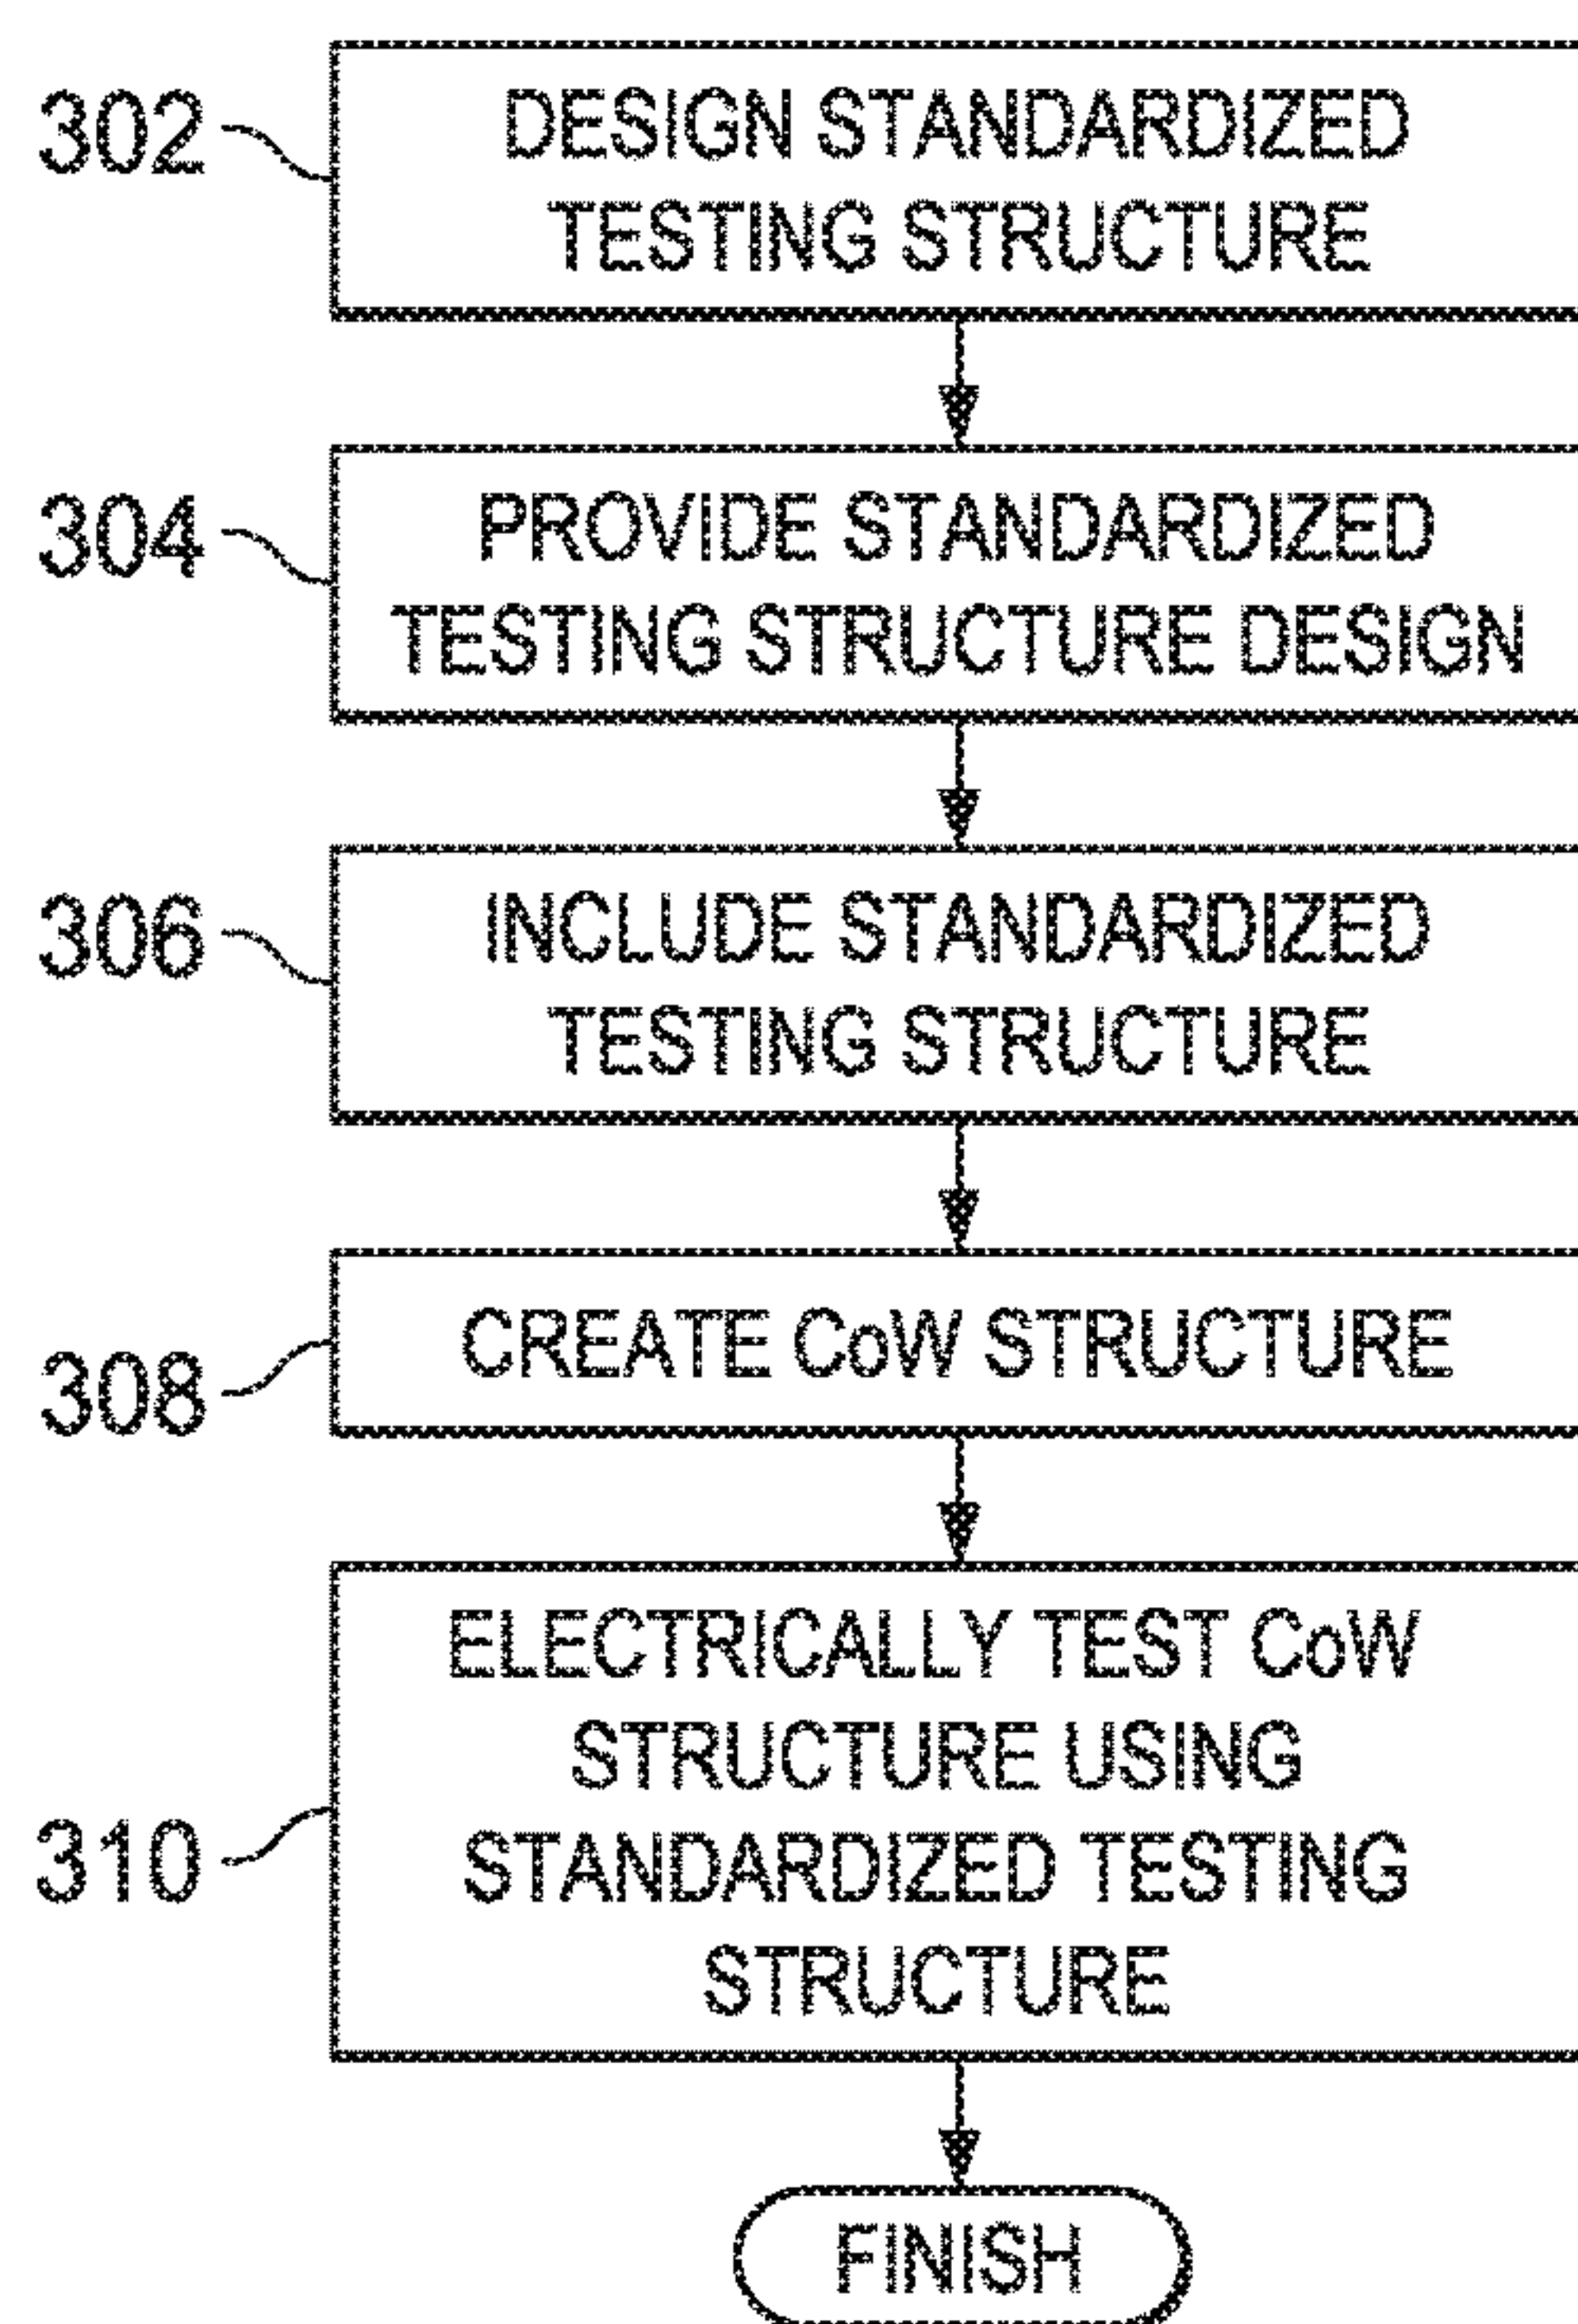 302
DESIGN STANDARDIZED
TESTING STRUCTURE
304
PROVIDE STANDARDIZED
TESTING STRUCTURE DESIGN
306
INCLUDE STANDARDIZED
TESTING STRUCTURE
308
CREATE CoW STRUCTURE
310
ELECTRICALLY TEST CoW
STRUCTURE USING
STANDARDIZED TESTING
STRUCTURE
FINISH